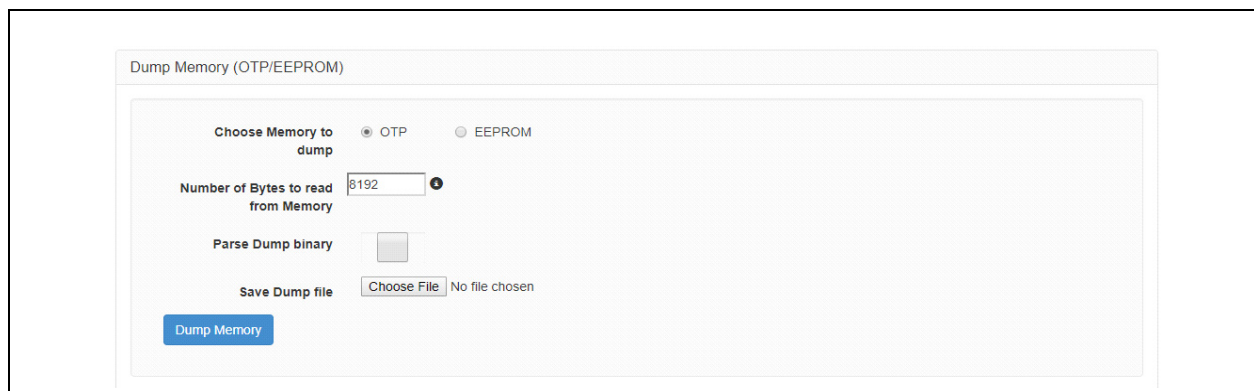 Dump Memory (OTP/EEPROM)
Choose Memory to
dump
OTP
EEPROM
Number of Bytes to read
from Memory
8192
Parse Dump binary
Save Dump file
Choose File No file chosen
Dump Memory